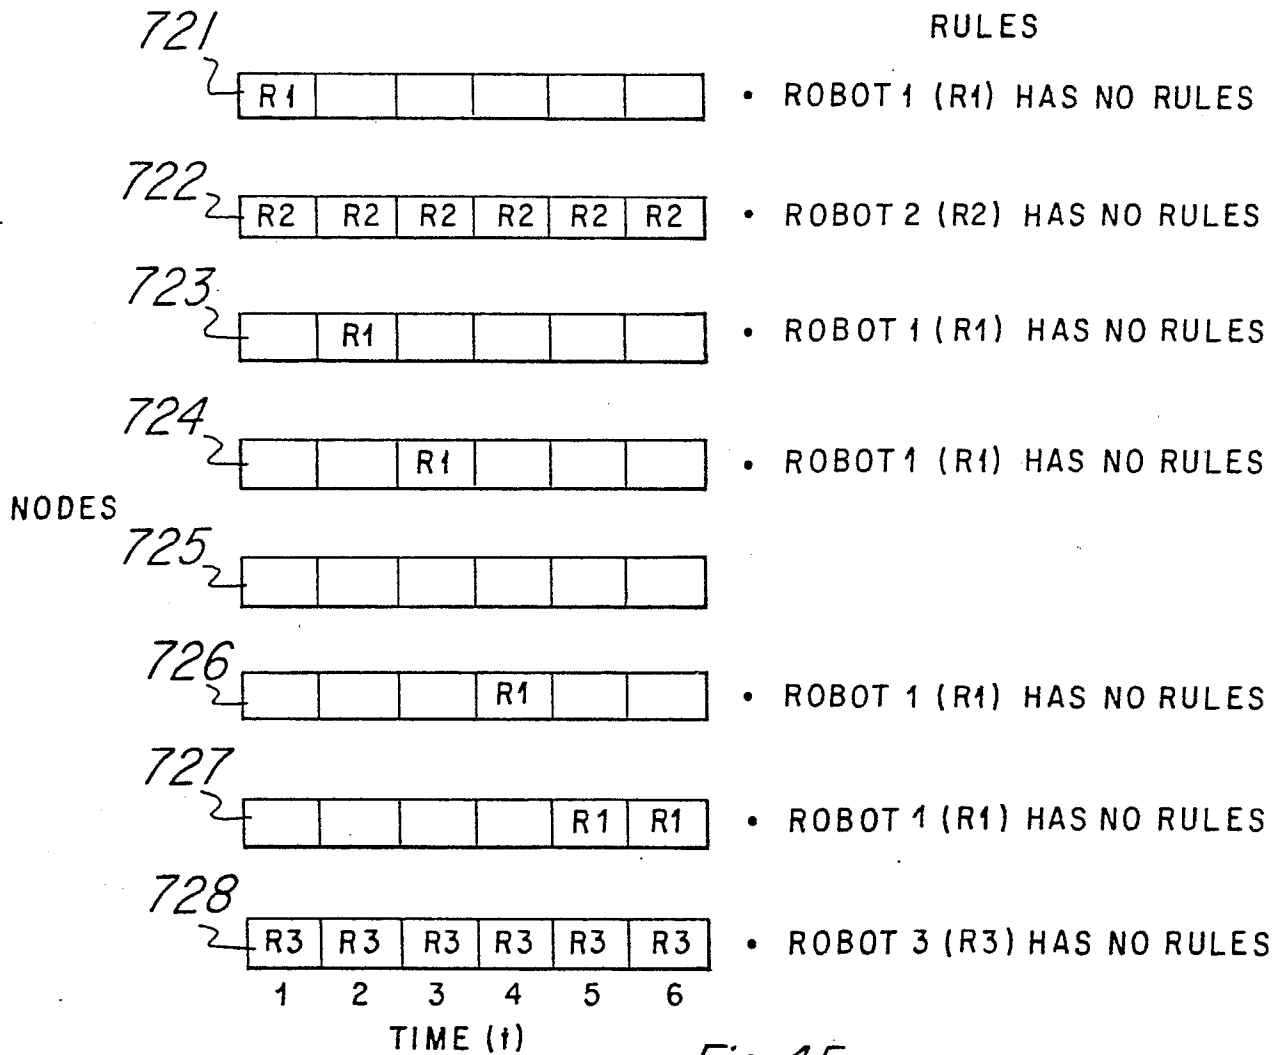 RULES
721
R1
• ROBOT 1 (R1) HAS NO RULES
722
R2 R2 R2 R2 R2 R2
• ROBOT 2 (R2) HAS NO RULES
723
R1
• ROBOT 1 (R1) HAS NO RULES
724
R1
• ROBOT 1 (R1) HAS NO RULES
NODES
725
726
R1
• ROBOT 1 (R1) HAS NO RULES
727
R1 R1
• ROBOT 1 (R1) HAS NO RULES
728
R3 R3 R3 R3 R3 R3
• ROBOT 3 (R3) HAS NO RULES
1 2 3 4 5 6
TIME (t)